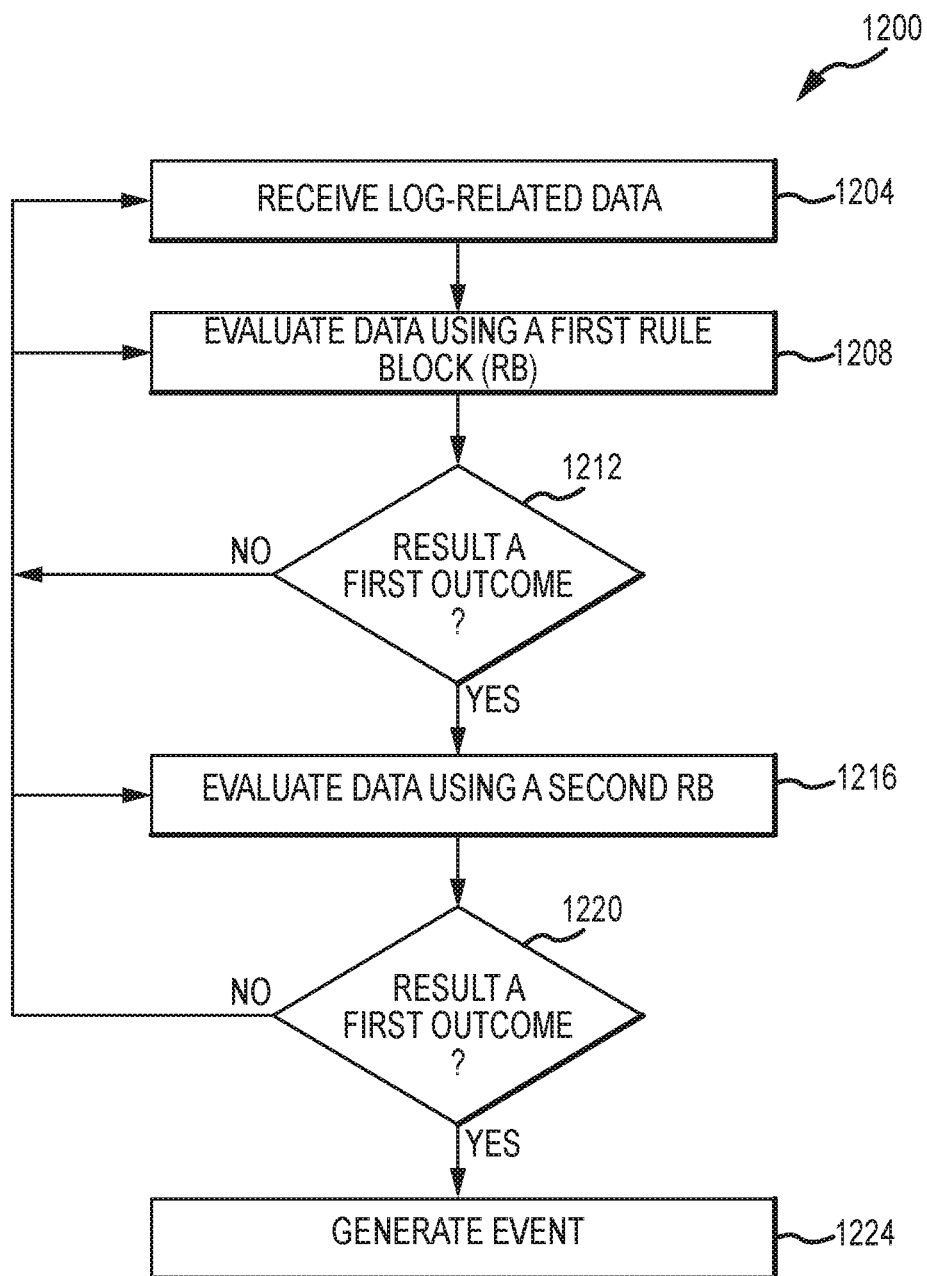 1200
RECEIVE LOG-RELATED DATA
1204
EVALUATE DATA USING A FIRST RULE
BLOCK (RB)
1208
1212
NO
RESULT A
FIRST OUTCOME
?
YES
EVALUATE DATA USING A SECOND RB
1216
1220
NO
RESULT A
FIRST OUTCOME
?
YES
GENERATE EVENT
1224